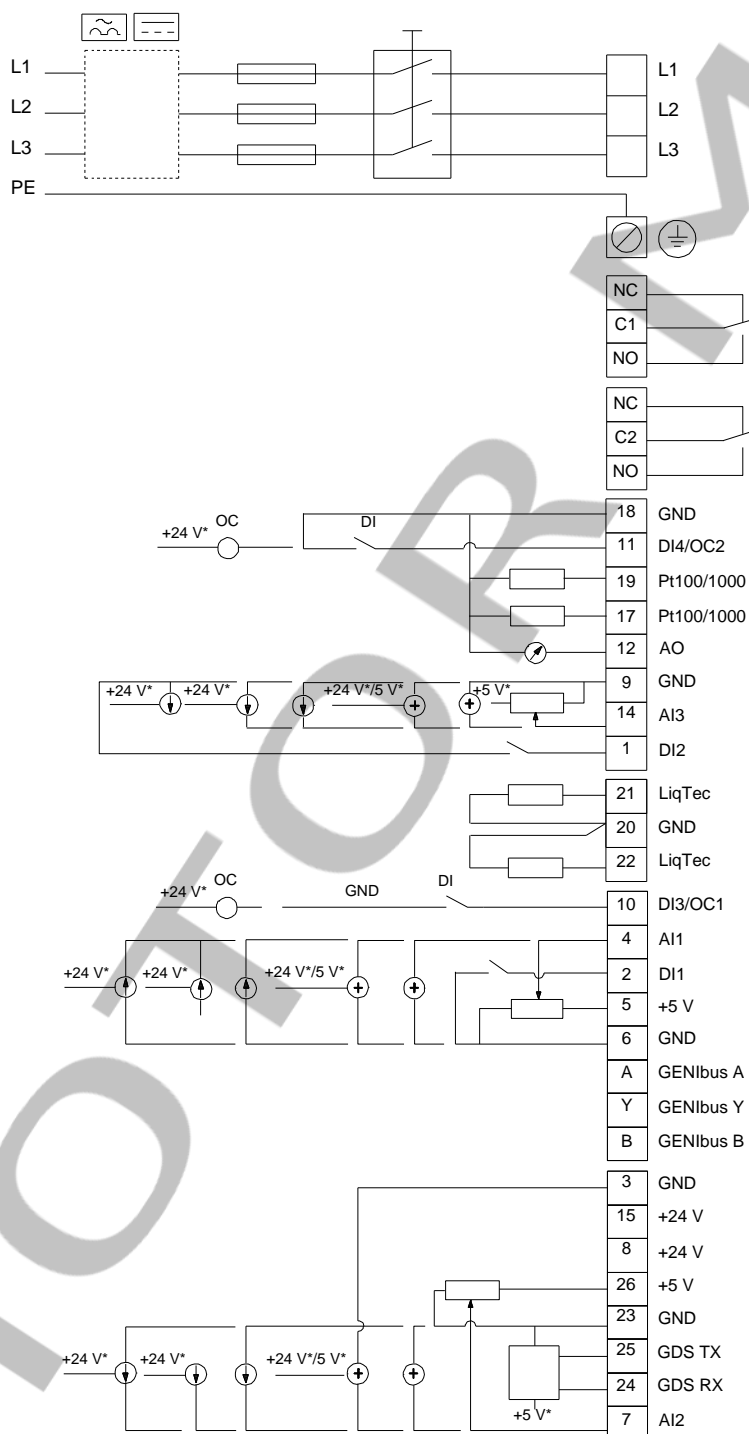 L1 L1
L2 L2
L3 L3
PE
NC
C1
NO
NC
C2
NO
18 GND
+24 V* OC DI 11 DI4/OC2
19 Pt100/1000
17 Pt100/1000
12 AO
9 GND
+24 V* +24 V* +24 V*/5 V* +5 V*
14 AI3
1 DI2
21 LiqTec
20 GND
22 LiqTec
+24 V* OC GND DI 10 DI3/OC1
4 AI1
+24 V* +24 V* +24 V*/5 V* 2 DI1
5 +5 V
6 GND
A GENIbus A
Y GENIbus Y
B GENIbus B
3 GND
15 +24 V
8 +24 V
26 +5 V
23 GND
25 GDS TX
+24 V* +24 V* +24 V*/5 V*
24 GDS RX
+5 V*
7 AI2
MOTOR M